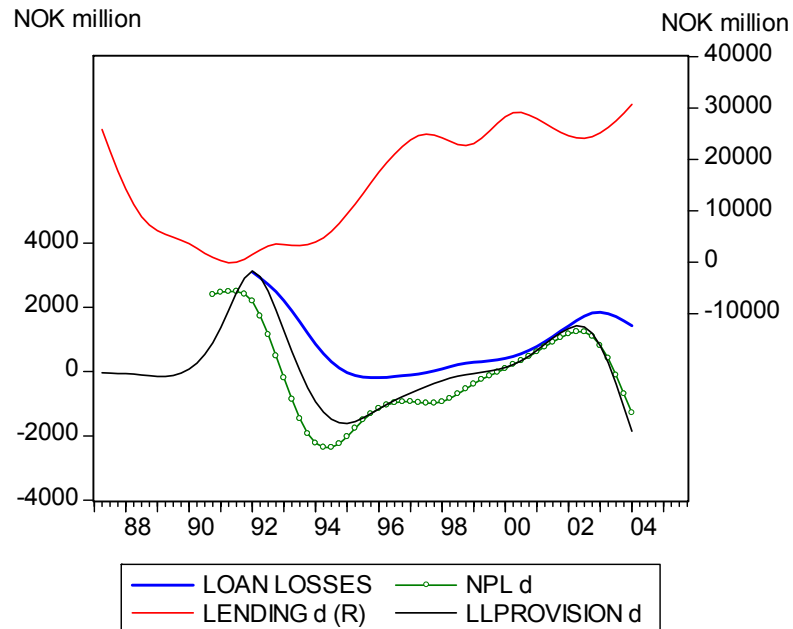 NOK million
NOK million
40000
30000
20000
10000
0
-10000
4000
2000
0
-2000
-4000
88 90 92 94 96 98 00 02 04
LOAN LOSSES NPL d
LENDING d (R) LLPROVISION d